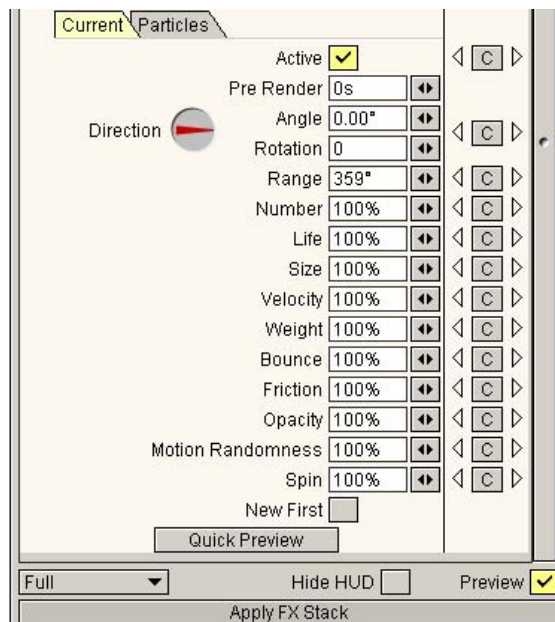 Current Particles
Active C
Pre Render 0s
Direction Angle 0.00° C
Rotation 0
Range 359° C
Number 100% C
Life 100% C
Size 100% C
Velocity 100% C
Weight 100% C
Bounce 100% C
Friction 100% C
Opacity 100% C
Motion Randomness 100% C
Spin 100% C
New First
Quick Preview
Full Hide HUD Preview
Apply FX Stack